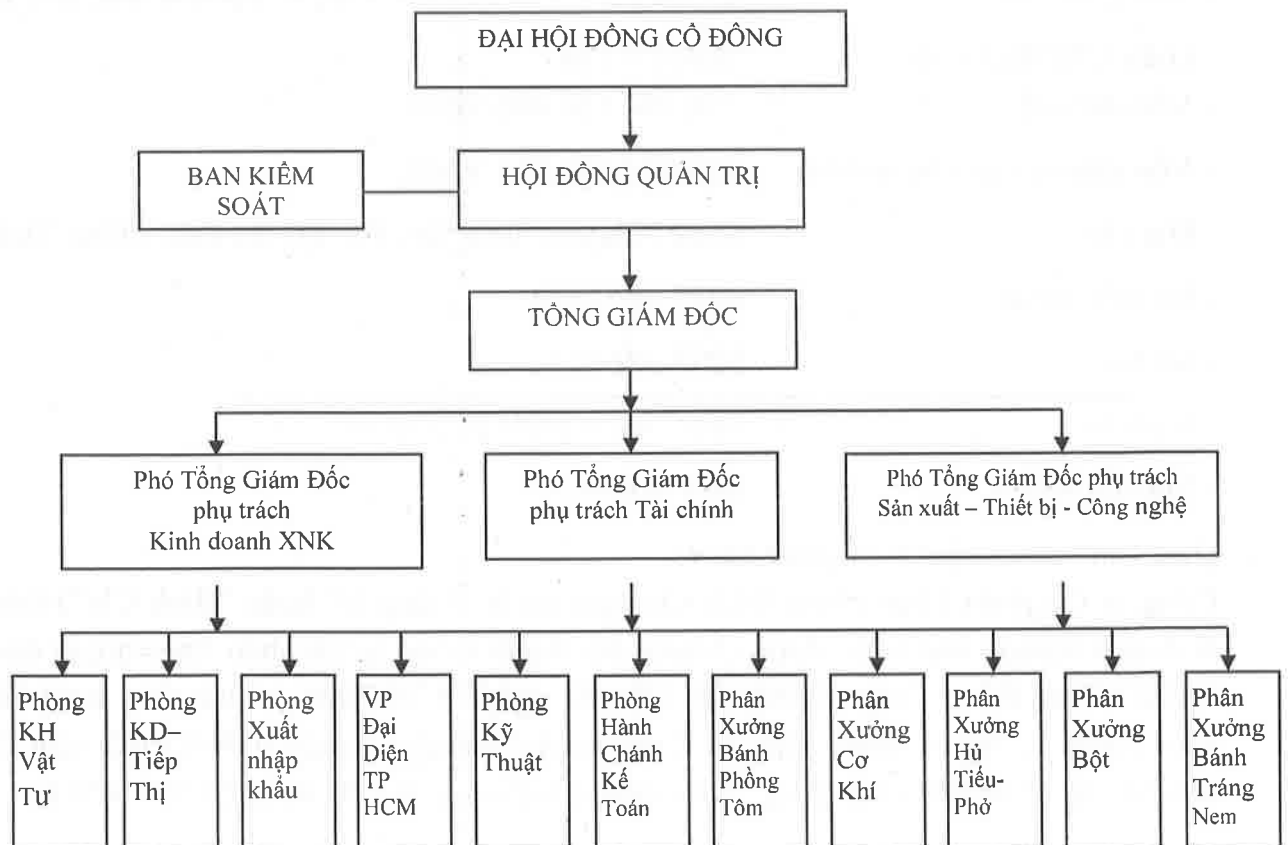 ĐẠI HỘI ĐỒNG CỔ ĐÔNG
BAN KIỂM
SOÁT
HỘI ĐỒNG QUẢN TRỊ
TỔNG GIÁM ĐỐC
Phó Tổng Giám Đốc
phụ trách
Kinh doanh XNK
Phó Tổng Giám Đốc
phụ trách Tài chính
Phó Tổng Giám Đốc phụ trách
Sản xuất – Thiết bị - Công nghệ
Phòng
KH
Vật
Tư
Phòng
KD–
Tiếp
Thị
Phòng
Xuất
nhập
khẩu
VP
Đại
Diện
TP
HCM
Phòng
Kỹ
Thuật
Phòng
Hành
Chánh
Kế
Toán
Phân
Xưởng
Bánh
Phồng
Tôm
Phân
Xưởng
Cơ
Khí
Phân
Xưởng
Hủ
Tiếu-
Phở
Phân
Xưởng
Bột
Phân
Xưởng
Bánh
Tráng
Nem